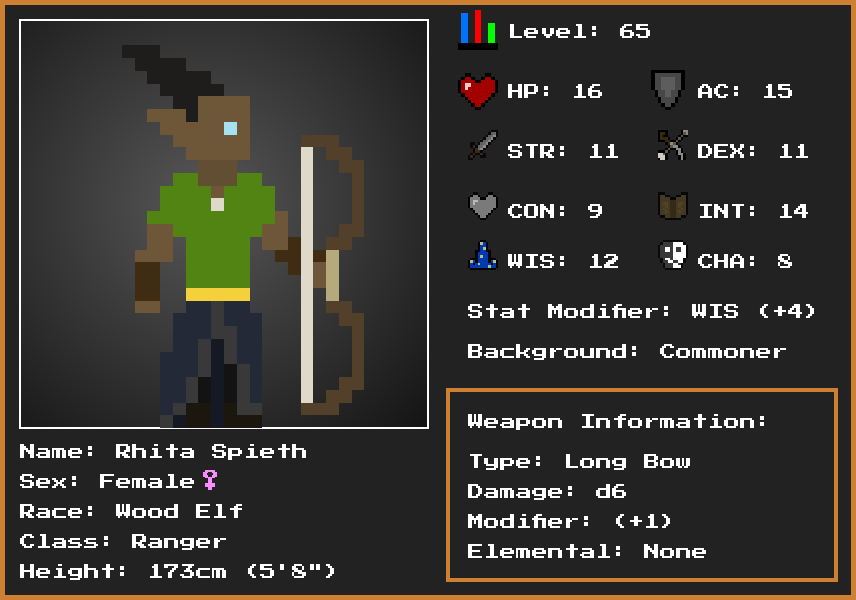 Level: 65
HP: 16
AC: 15
STR: 11
DEX: 11
CON: 9
INT: 14
WIS: 12
CHA: 8
Stat Modifier: WIS (+4)
Background: Commoner
Name: Rhita Spieth
Sex: Female♀
Race: Wood Elf
Class: Ranger
Height: 173cm (5'8")
Weapon Information:
Type: Long Bow
Damage: d6
Modifier: (+1)
Elemental: None